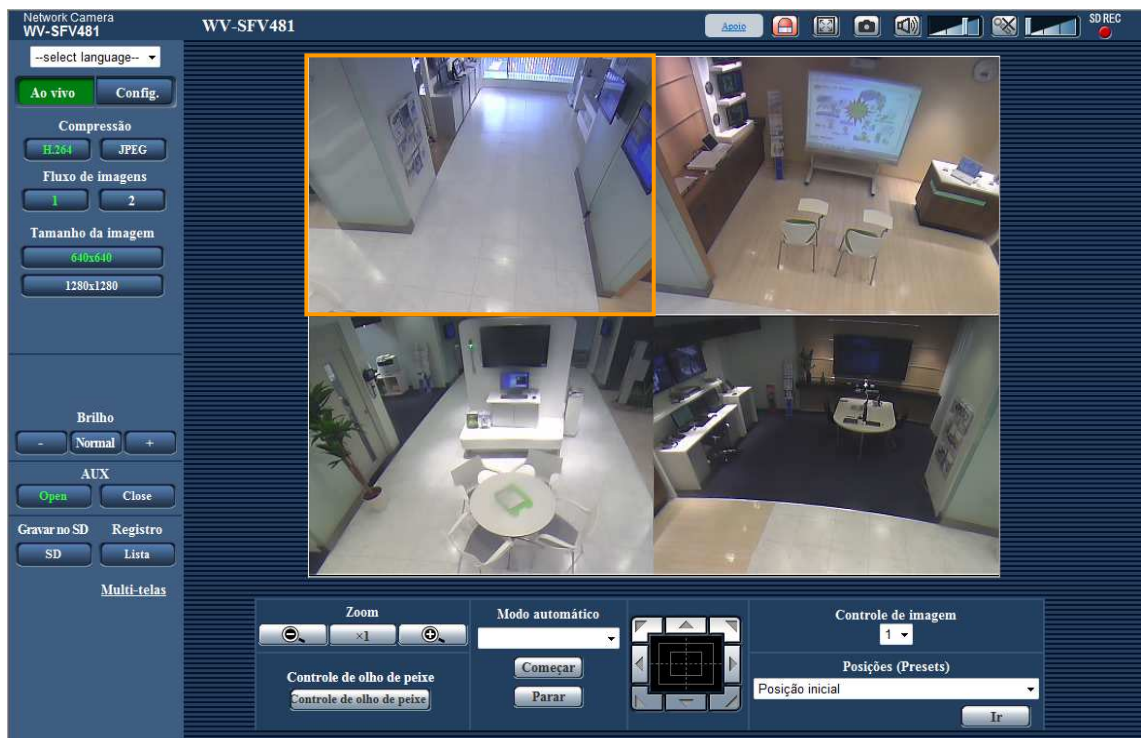 Network Camera
WV-SFV481
WV-SFV481
Apoio
SD REC
--select language--
Ao vivo
Config.
Compressão
H.264
JPEG
Fluxo de imagens
1
2
Tamanho da imagem
640x640
1280x1280
Brilho
-
Normal
+
AUX
Open
Close
Gravar no SD
Registro
SD
Lista
Multi-telas
Zoom
×1
Controle de olho de peixe
Controle de olho de peixe
Modo automático
Começar
Parar
Controle de imagem
1
Posições (Presets)
Posição inicial
Ir